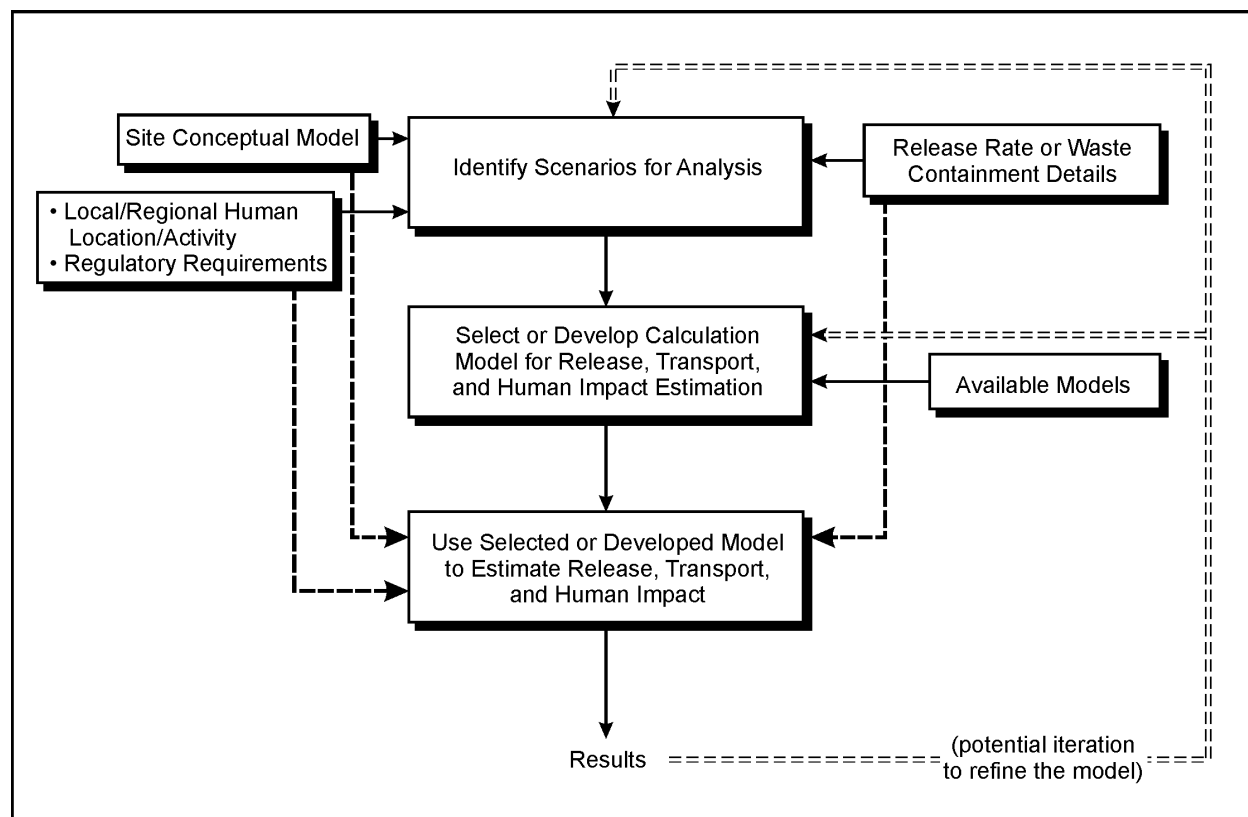 Site Conceptual Model
Identify Scenarios for Analysis
Release Rate or Waste
Containment Details
• Local/Regional Human
Location/Activity
• Regulatory Requirements
Select or Develop Calculation
Model for Release, Transport,
and Human Impact Estimation
Available Models
Use Selected or Developed Model
to Estimate Release, Transport,
and Human Impact
Results
(potential iteration
to refine the model)